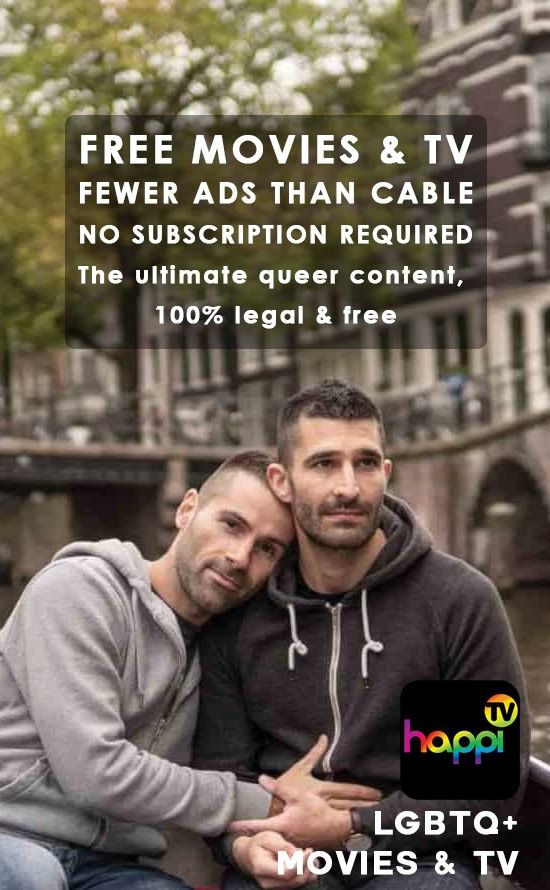 FREE MOVIES & TV
FEWER ADS THAN CABLE
NO SUBSCRIPTION REQUIRED
The ultimate queer content,
100% legal & free
TV
happi
LGBTQ+
MOVIES & TV